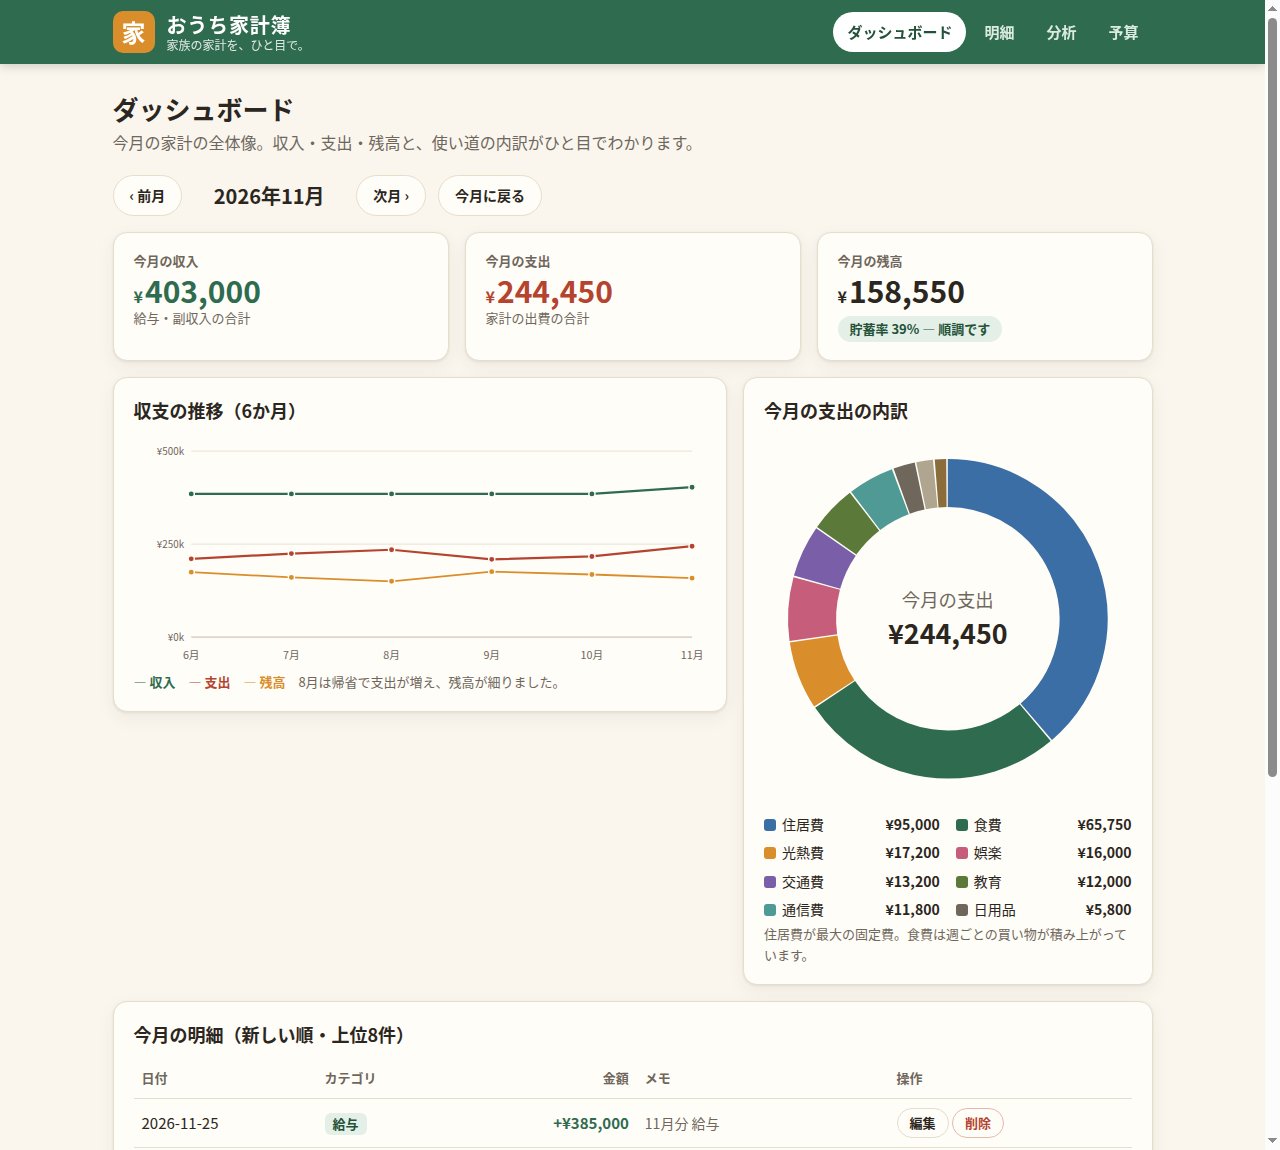 家
おうち家計簿
家族の家計を、ひと目で。
ダッシュボード 明細 分析 予算
ダッシュボード
今月の家計の全体像。収入・支出・残高と、使い道の内訳がひと目でわかります。
‹ 前月 2026年11月 次月 › 今月に戻る
今月の収入
¥403,000
給与・副収入の合計
今月の支出
¥244,450
家計の出費の合計
今月の残高
¥158,550
貯蓄率 39% — 順調です
収支の推移（6か月）
¥500k
¥250k
¥0k
6月 7月 8月 9月 10月 11月
— 収入 — 支出 — 残高 8月は帰省で支出が増え、残高が細りました。
今月の支出の内訳
今月の支出
¥244,450
住居費 ¥95,000 食費 ¥65,750
光熱費 ¥17,200 娯楽 ¥16,000
交通費 ¥13,200 教育 ¥12,000
通信費 ¥11,800 日用品 ¥5,800
住居費が最大の固定費。食費は週ごとの買い物が積み上がって
います。
今月の明細（新しい順・上位8件）
日付 カテゴリ 金額 メモ 操作
2026-11-25 給与 +¥385,000 11月分 給与 編集 削除